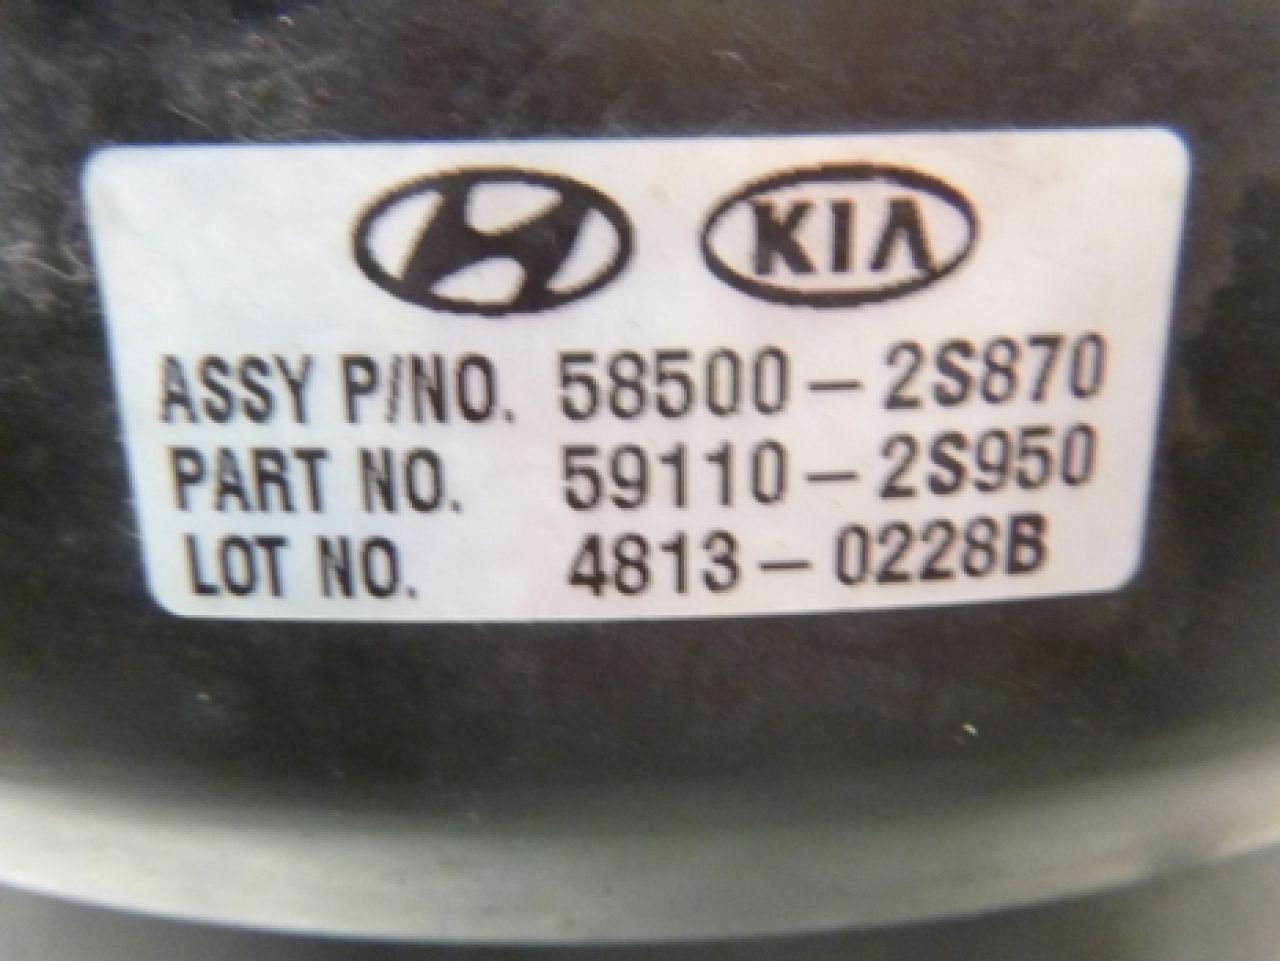 KIA
ASSY P/NO. 58500-2S870
PART NO. 59110-2S950
LOT NO. 4813-0228B